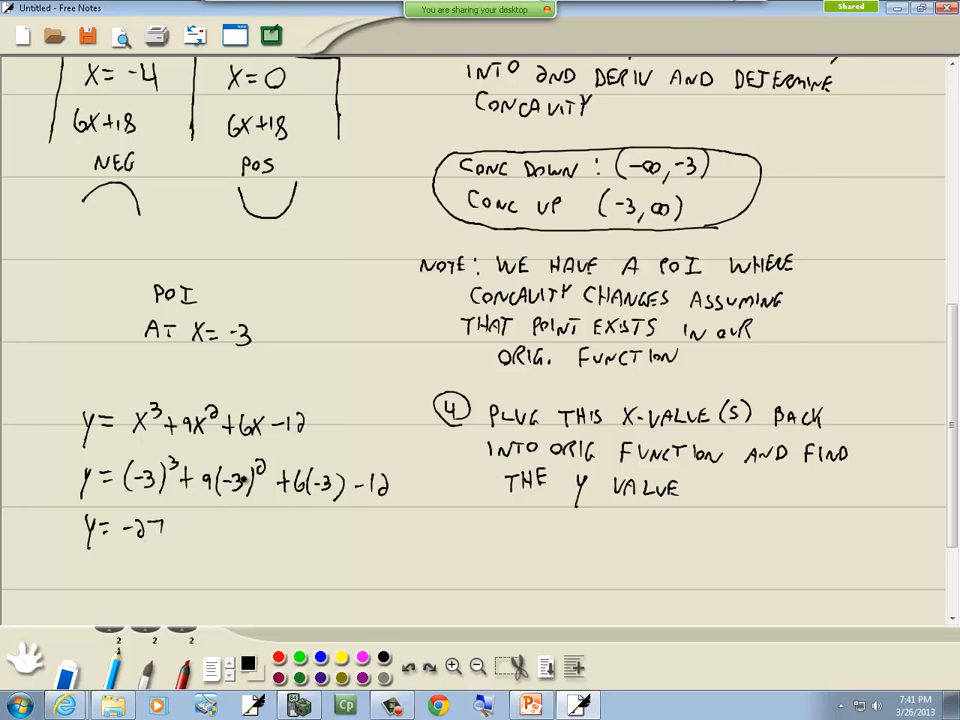 You are sharing your desktop
Untitled - Free Notes
Shared
X = -4
X = 0
6X+18
6X+18
NEG
POS
POI
AT X = -3
y = X³ + 9X² + 6X - 12
y = (-3)³ + 9(-3)² + 6(-3) - 12
y = -27
INTO 2ND DERIV AND DETERMINE
CONCAVITY
CONC DOWN : (-∞, -3)
CONC UP (-3, ∞)
NOTE: WE HAVE A POI WHERE
CONCAVITY CHANGES ASSUMING
THAT POINT EXISTS IN OUR
ORIG. FUNCTION
4 PLUG THIS X-VALUE(S) BACK
INTO ORIG FUNCTION AND FIND
THE y VALUE
2 2 2
Cp
7:41 PM
3/26/2013